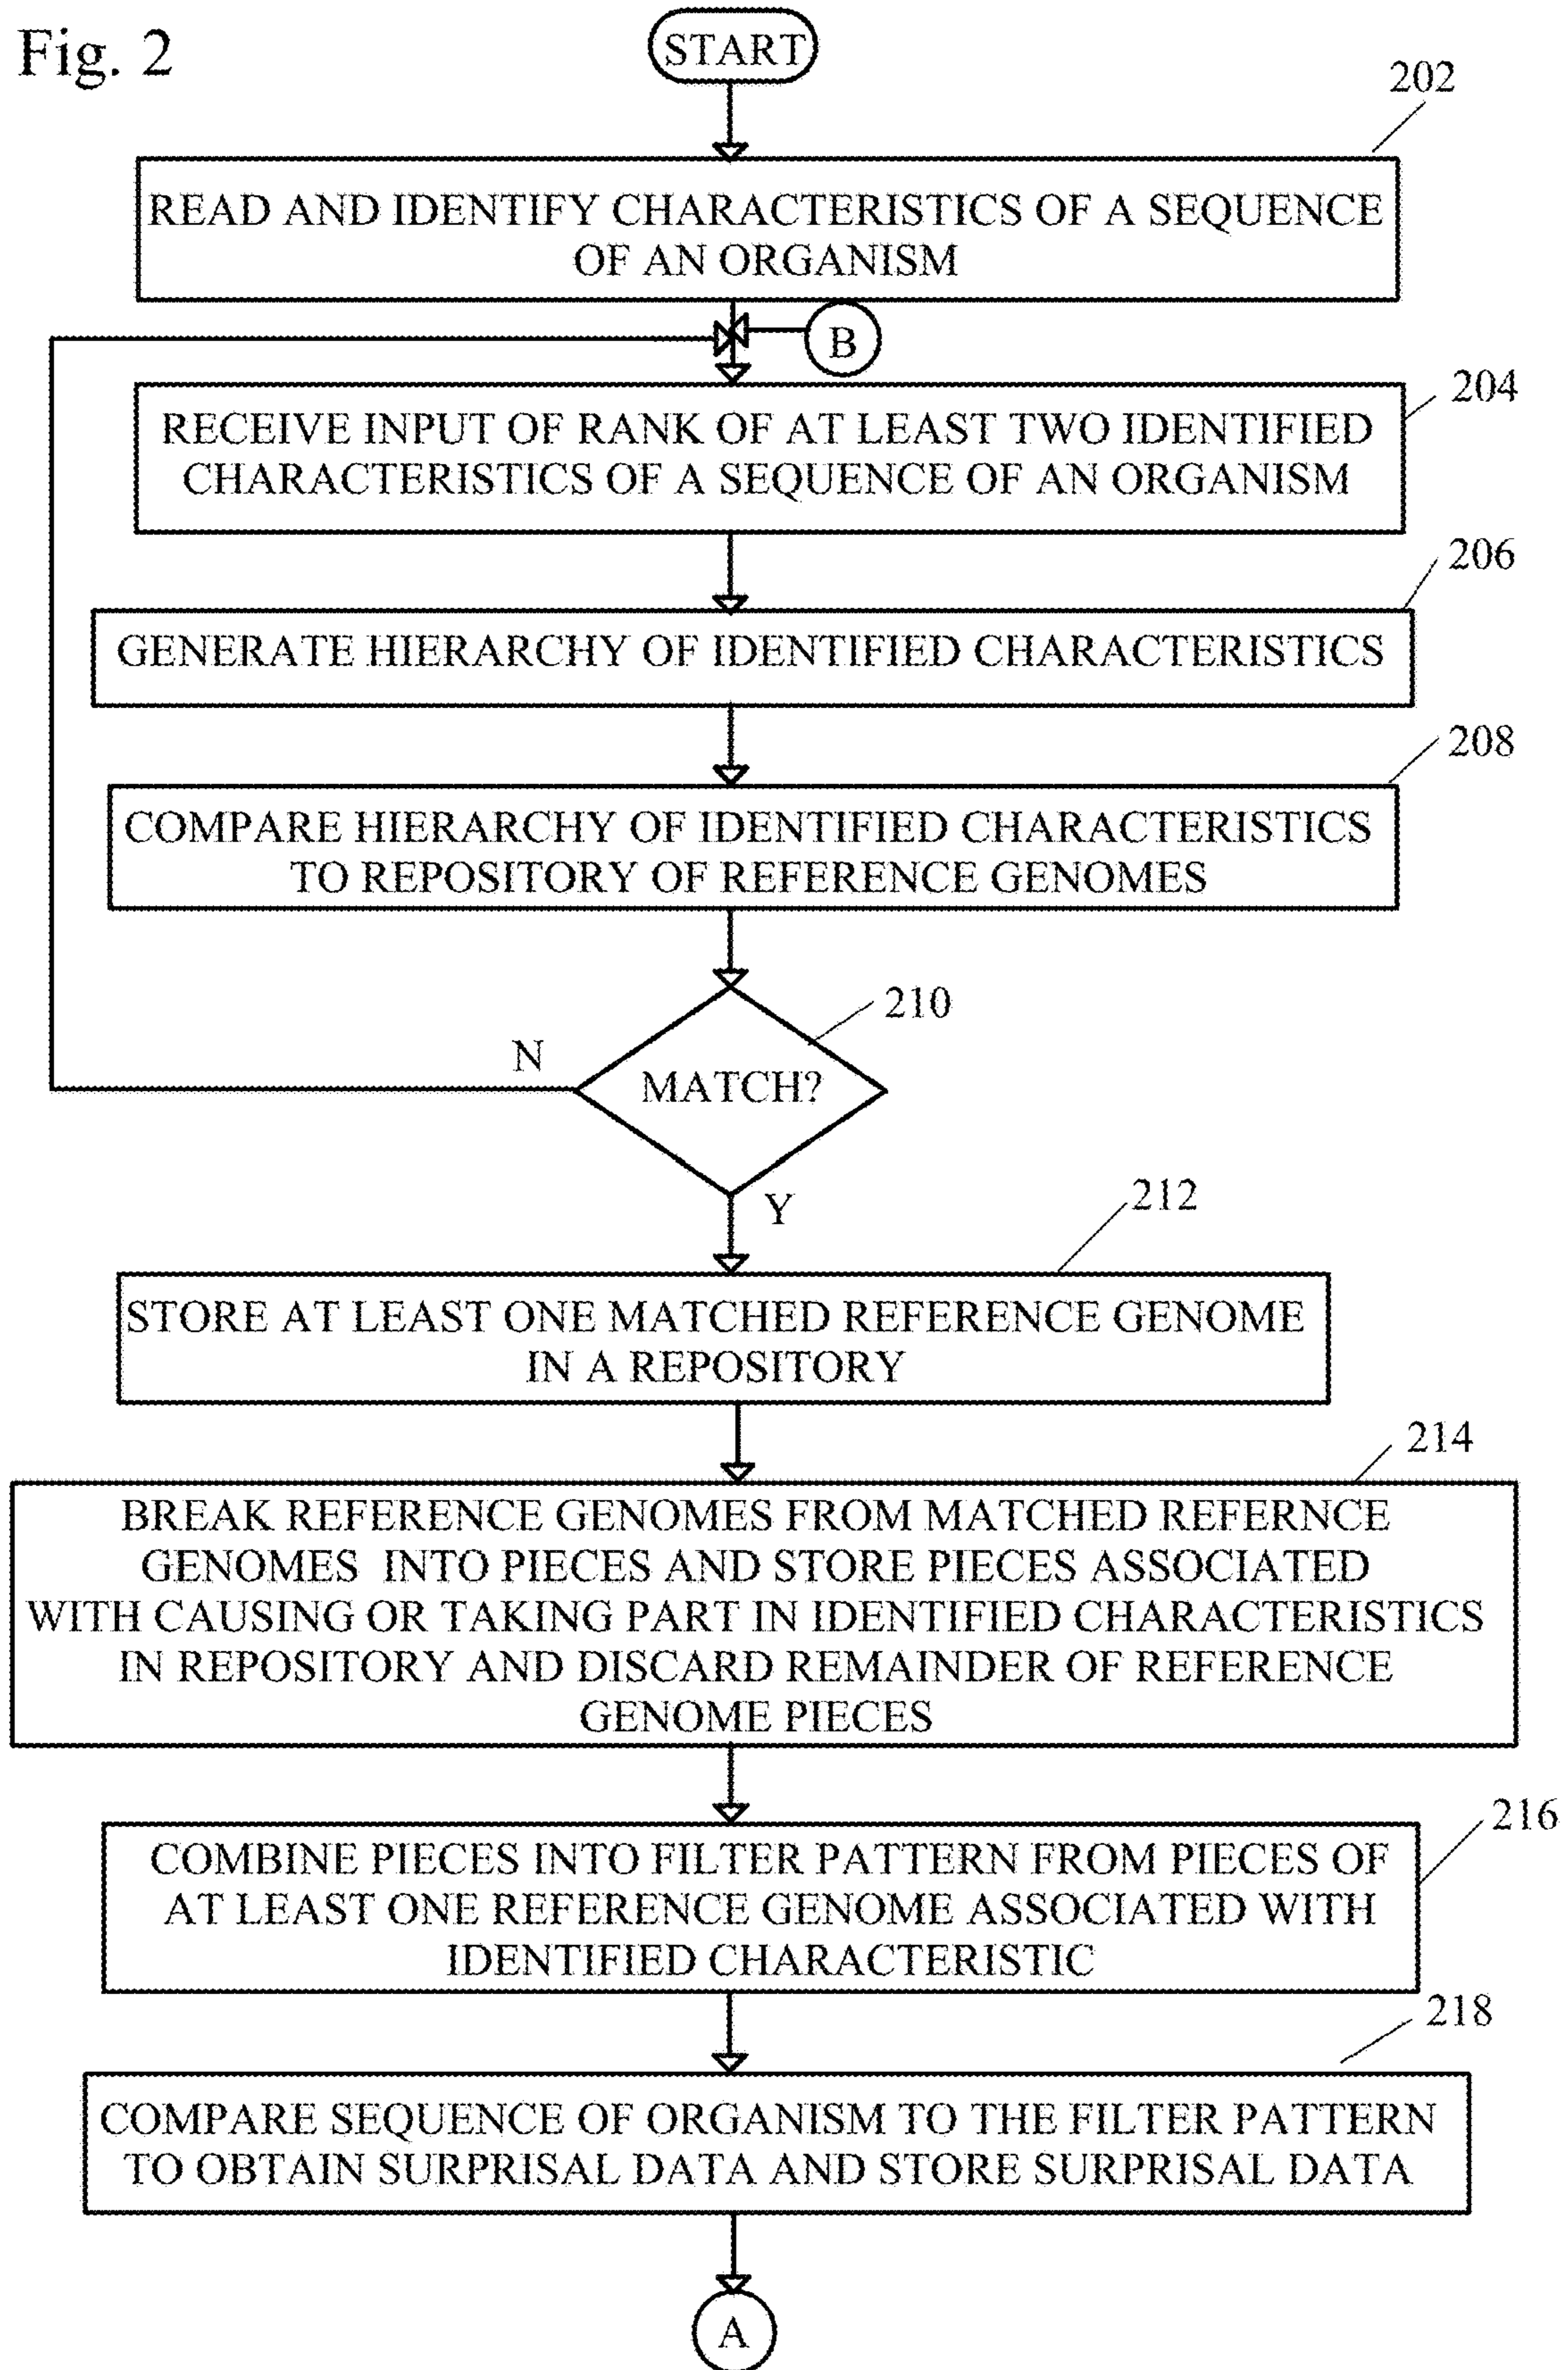 Fig. 2
START
202
READ AND IDENTIFY CHARACTERISTICS OF A SEQUENCE
OF AN ORGANISM
B
204
RECEIVE INPUT OF RANK OF AT LEAST TWO IDENTIFIED
CHARACTERISTICS OF A SEQUENCE OF AN ORGANISM
206
GENERATE HIERARCHY OF IDENTIFIED CHARACTERISTICS
208
COMPARE HIERARCHY OF IDENTIFIED CHARACTERISTICS
TO REPOSITORY OF REFERENCE GENOMES
210
N
MATCH?
Y
212
STORE AT LEAST ONE MATCHED REFERENCE GENOME
IN A REPOSITORY
214
BREAK REFERENCE GENOMES FROM MATCHED REFERNCE
GENOMES INTO PIECES AND STORE PIECES ASSOCIATED
WITH CAUSING OR TAKING PART IN IDENTIFIED CHARACTERISTICS
IN REPOSITORY AND DISCARD REMAINDER OF REFERENCE
GENOME PIECES
216
COMBINE PIECES INTO FILTER PATTERN FROM PIECES OF
AT LEAST ONE REFERENCE GENOME ASSOCIATED WITH
IDENTIFIED CHARACTERISTIC
218
COMPARE SEQUENCE OF ORGANISM TO THE FILTER PATTERN
TO OBTAIN SURPRISAL DATA AND STORE SURPRISAL DATA
A